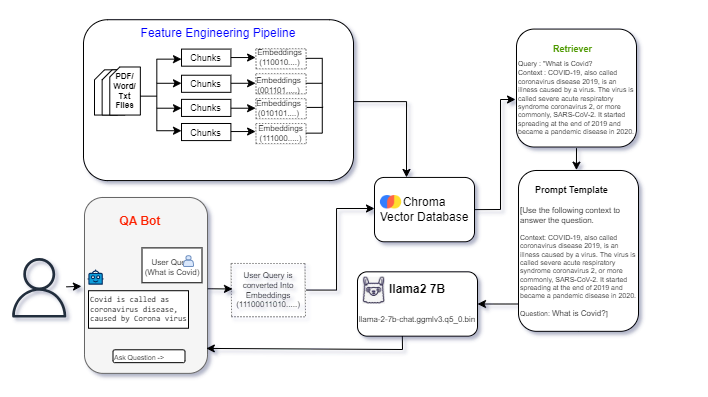 Feature Engineering Pipeline
PDF/
Word/
Txt
Files
Chunks
Chunks
Chunks
Chunks
Embeddings
(110010....)
Embeddings
(001101.....)
Embeddings
(010101....)
Embeddings
(111000....)
Retriever
Query : "What is Covid?
Context : COVID-19, also called
coronavirus disease 2019, is an
illness caused by a virus. The virus is
called severe acute respiratory
syndrome coronavirus 2, or more
commonly, SARS-CoV-2. It started
spreading at the end of 2019 and
became a pandemic disease in 2020.
Chroma
Vector Database
Prompt Template
[Use the following context to
answer the question.
Context: COVID-19, also called
coronavirus disease 2019, is an
illness caused by a virus. The virus is
called severe acute respiratory
syndrome coronavirus 2, or more
commonly, SARS-CoV-2. It started
spreading at the end of 2019 and
became a pandemic disease in 2020.
Question: What is Covid?]
QA Bot
User
(What is Covid)
Covid is called as
coronavirus disease,
caused by Corona virus
Ask Question ->
User Query is
converted Into
Embeddings
(11100011010.....)
llama2 7B
llama-2-7b-chat.ggmlv3.q5_0.bin